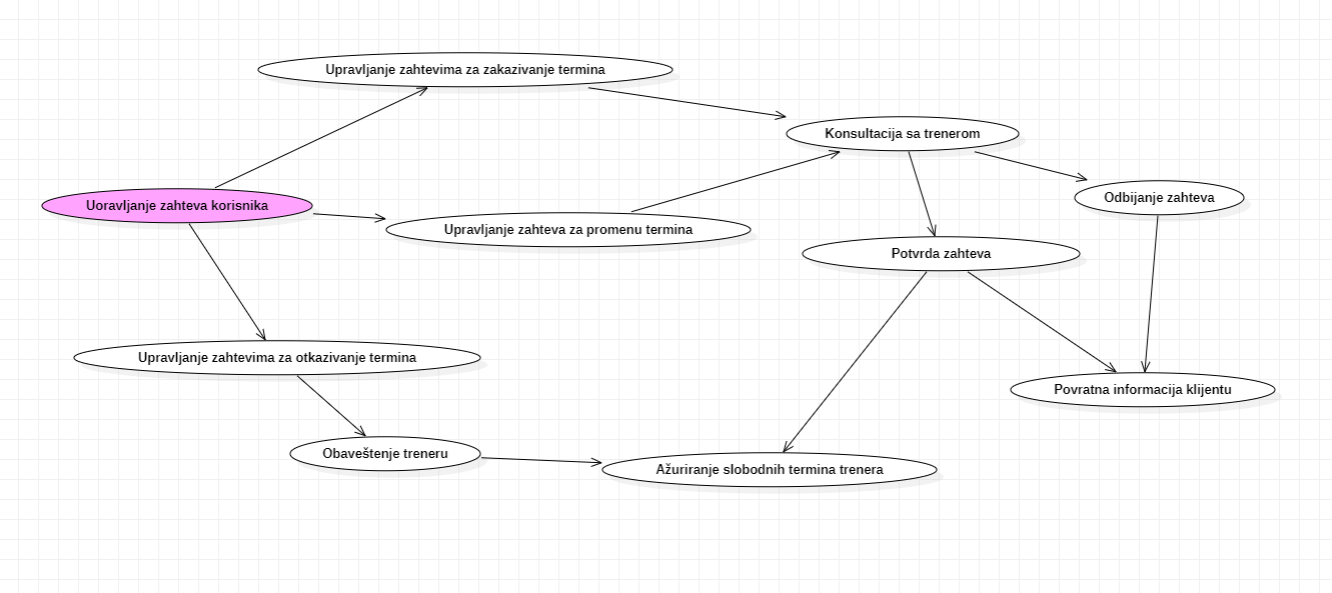 Upravljanje zahtevima za zakazivanje termina
Konsultacija sa trenerom
Uoravljanje zahteva korisnika
Odbijanje zahteva
Upravljanje zahteva za promenu termina
Potvrda zahteva
Upravljanje zahtevima za otkazivanje termina
Povratna informacija klijentu
Obaveštenje treneru
Ažuriranje slobodnih termina trenera